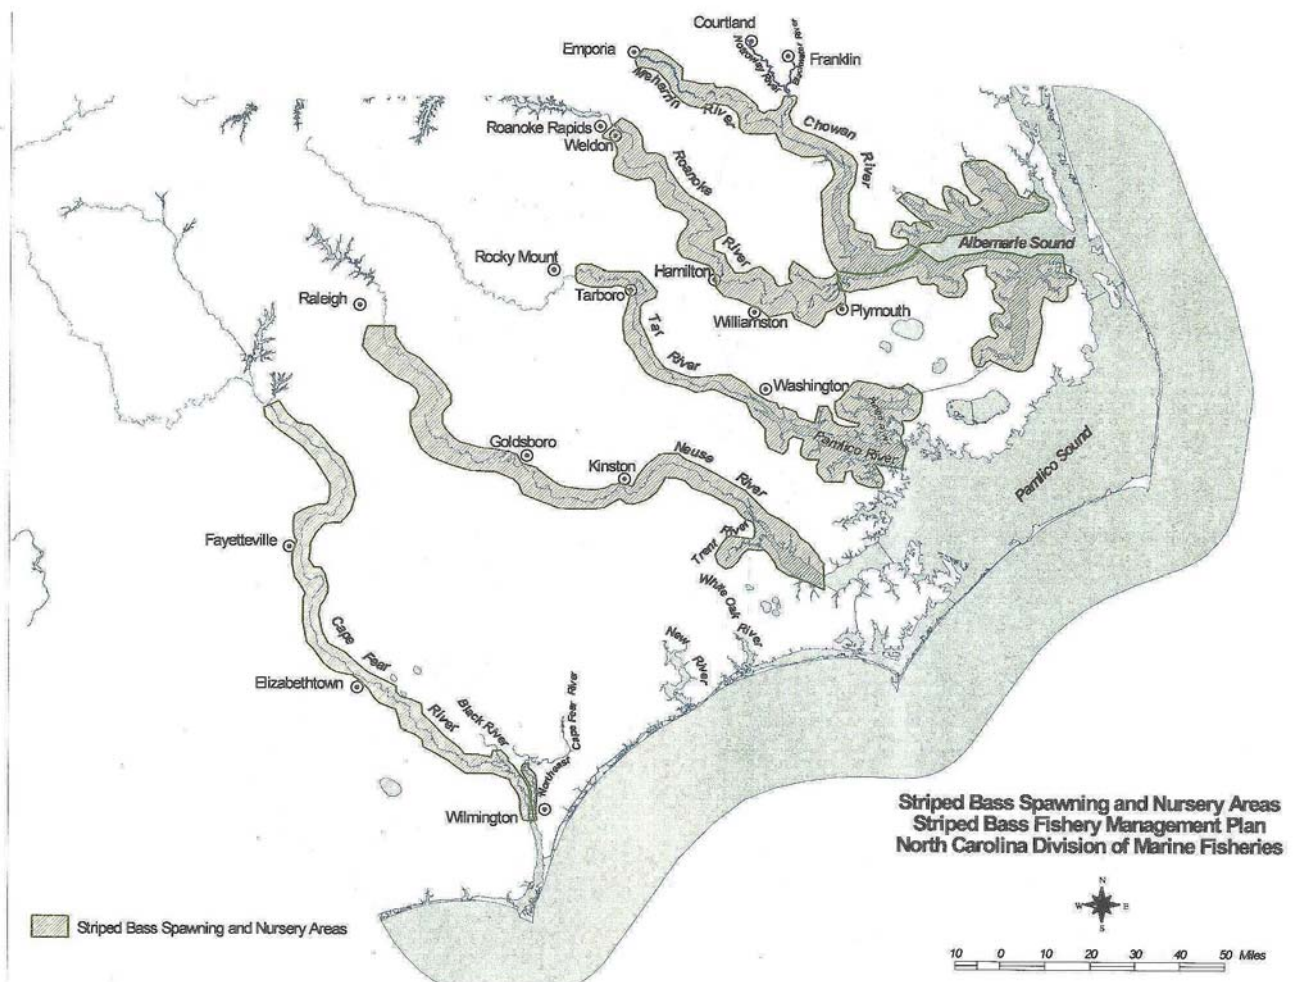 Courtland
Emporia
Franklin
Nottoway River
Blackwater River
Meherrin
River
Chowan
River
Roanoke Rapids
Weldon
Roanoke
River
Albemarle Sound
Rocky Mount
Hamilton
Raleigh
Tarboro
Williamston
Plymouth
Tar
River
Washington
Pamlico River
Pamlico Sound
Goldsboro
Kinston
Neuse
River
Trent River
Fayetteville
White Oak
River
New
River
Cape
Fear
River
Elizabethtown
Black River
Northeast
Cape Fear River
Wilmington
Striped Bass Spawning and Nursery Areas
Striped Bass Fishery Management Plan
North Carolina Division of Marine Fisheries
N
W E
S
Striped Bass Spawning and Nursery Areas
10 0 10 20 30 40 50 Miles